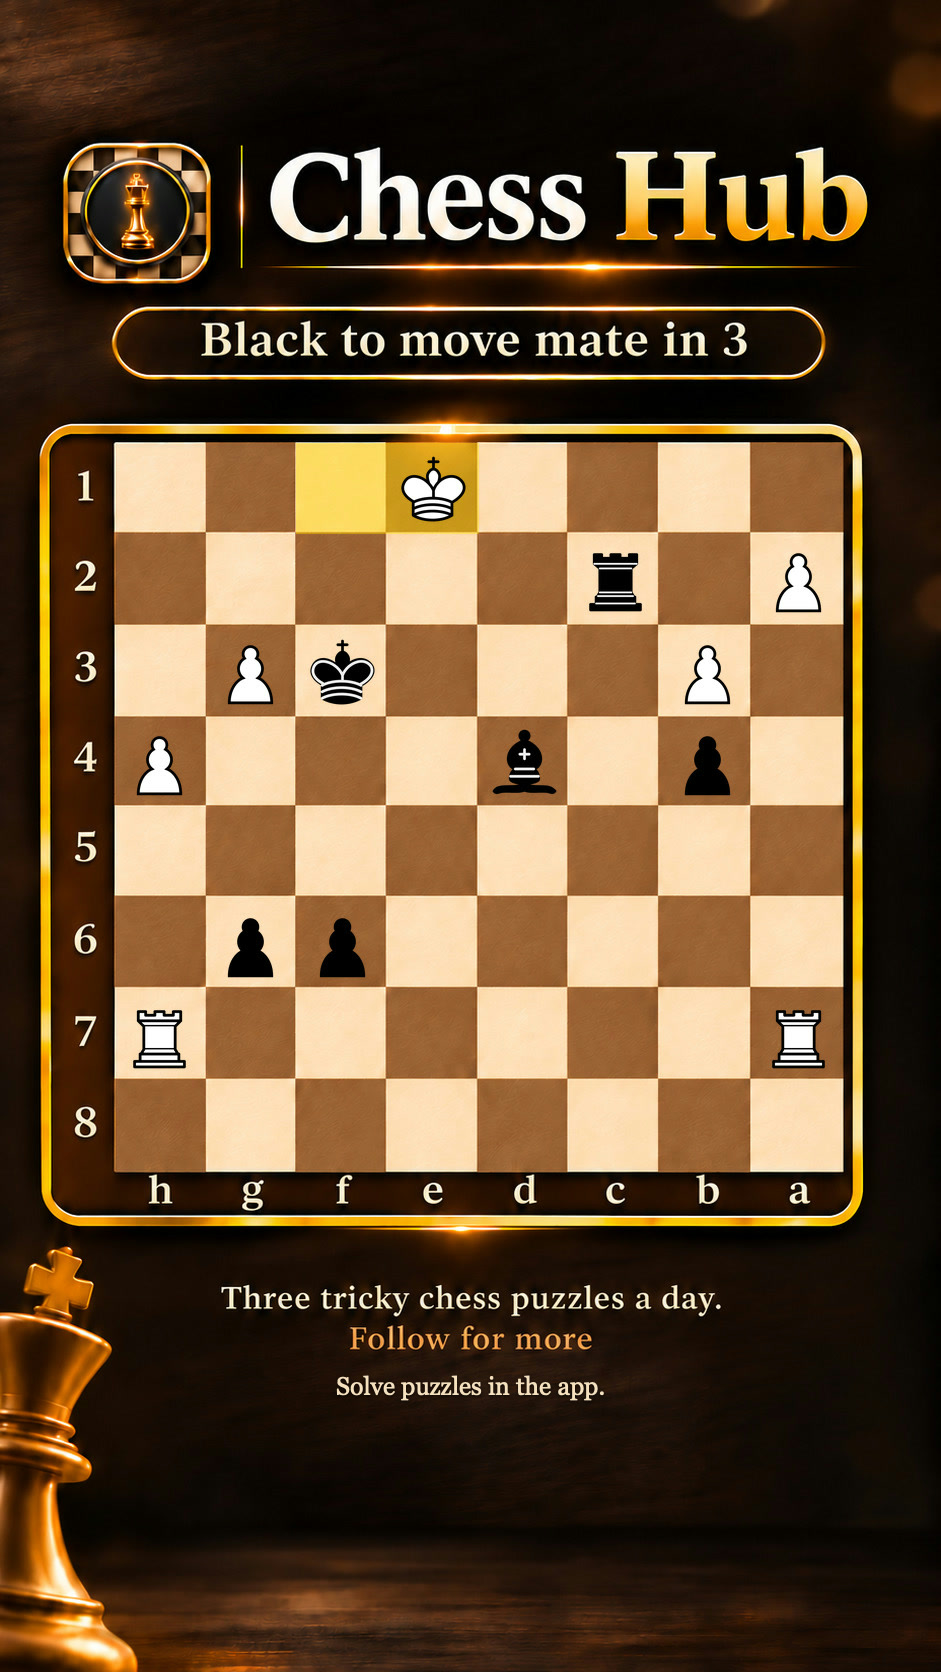 Chess Hub
Black to move mate in 3
1
2
3
4
5
6
7
8
h g f e d c b a
Three tricky chess puzzles a day.
Follow for more
Solve puzzles in the app.